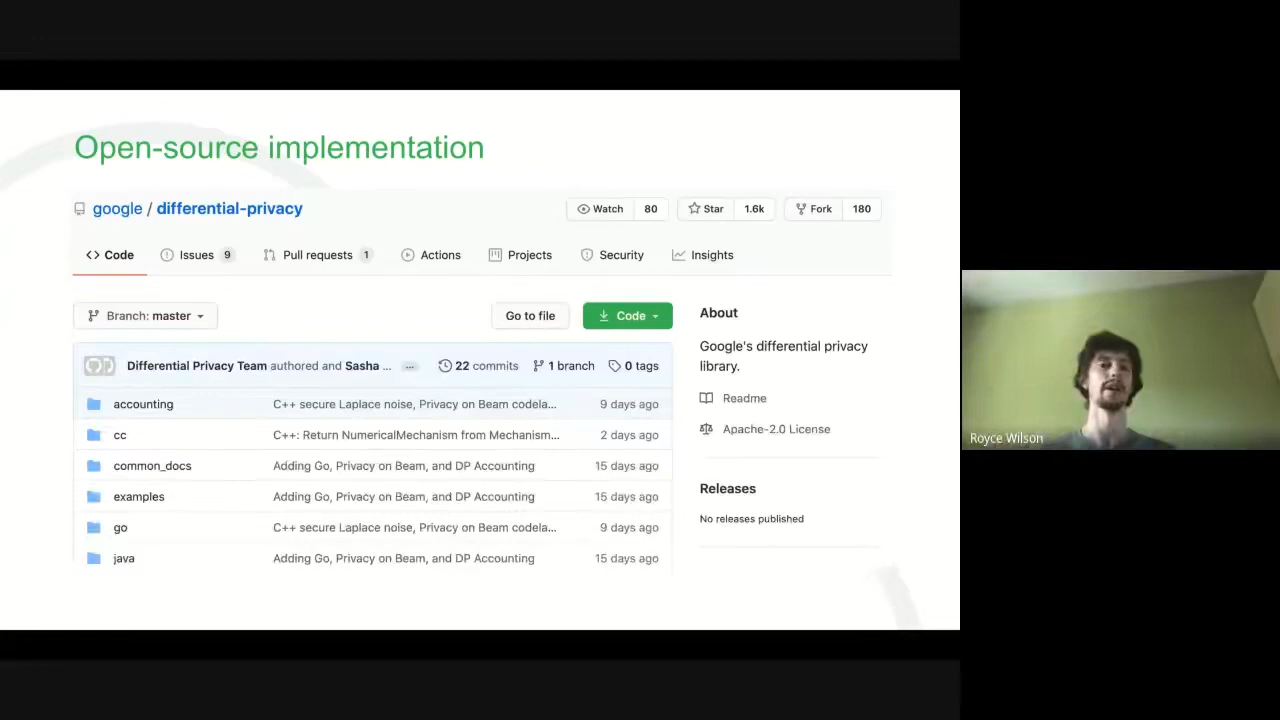 Open-source implementation
google / differential-privacy
Watch 80 Star 1.6k Fork 180
Code Issues 9 Pull requests 1 Actions Projects Security Insights
Branch: master Go to file Code
Differential Privacy Team authored and Sasha ... ... 22 commits 1 branch 0 tags
accounting C++ secure Laplace noise, Privacy on Beam codela... 9 days ago
cc C++: Return NumericalMechanism from Mechanism... 2 days ago
common_docs Adding Go, Privacy on Beam, and DP Accounting 15 days ago
examples Adding Go, Privacy on Beam, and DP Accounting 15 days ago
go C++ secure Laplace noise, Privacy on Beam codela... 9 days ago
java Adding Go, Privacy on Beam, and DP Accounting 15 days ago
About
Google's differential privacy
library.
Readme
Apache-2.0 License
Releases
No releases published
Royce Wilson